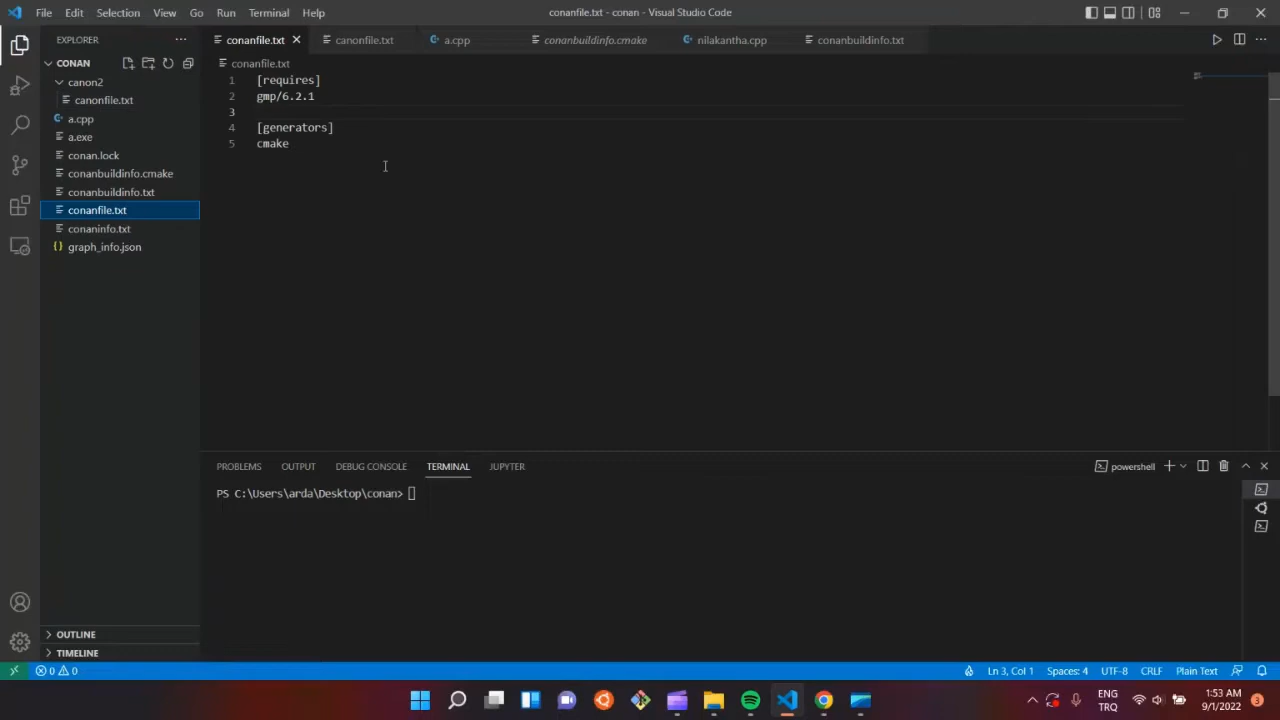 File Edit Selection View Go Run Terminal Help
conanfile.txt - conan - Visual Studio Code
EXPLORER
conanfile.txt
canonfile.txt
a.cpp
conanbuildinfo.cmake
nilakantha.cpp
conanbuildinfo.txt
CONAN
canon2
canonfile.txt
a.cpp
a.exe
conan.lock
conanbuildinfo.cmake
conanbuildinfo.txt
conanfile.txt
conaninfo.txt
graph_info.json
OUTLINE
TIMELINE
conanfile.txt
1 [requires]
2 gmp/6.2.1
3
4 [generators]
5 cmake
PROBLEMS OUTPUT DEBUG CONSOLE TERMINAL JUPYTER
powershell
PS C:\Users\arda\Desktop\conan>
0 0
Ln 3, Col 1 Spaces: 4 UTF-8 CRLF Plain Text
ENG
TRQ
1:53 AM
9/1/2022
3